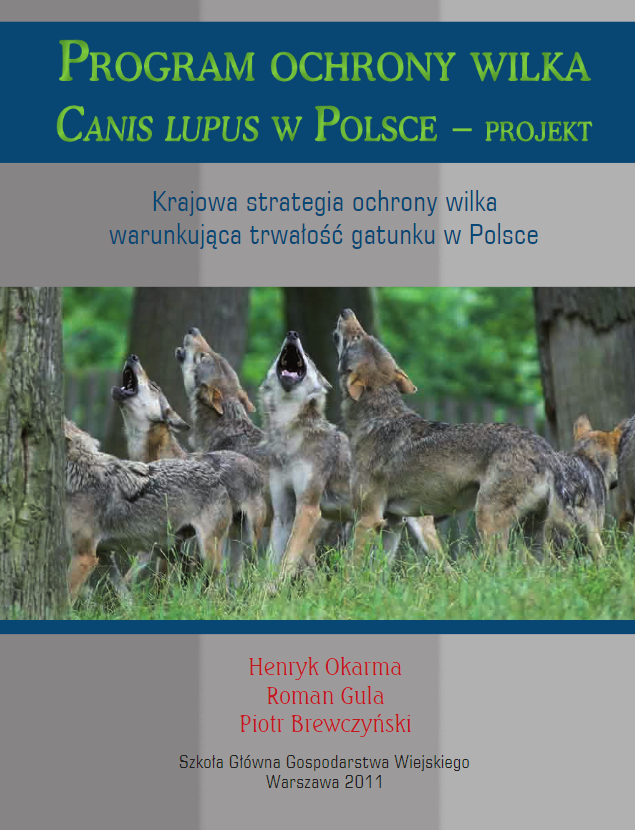 Program ochrony wilka
Canis lupus w Polsce – projekt
Krajowa strategia ochrony wilka
warunkująca trwałość gatunku w Polsce
Henryk Okarma
Roman Gula
Piotr Brewczyński
Szkoła Główna Gospodarstwa Wiejskiego
Warszawa 2011